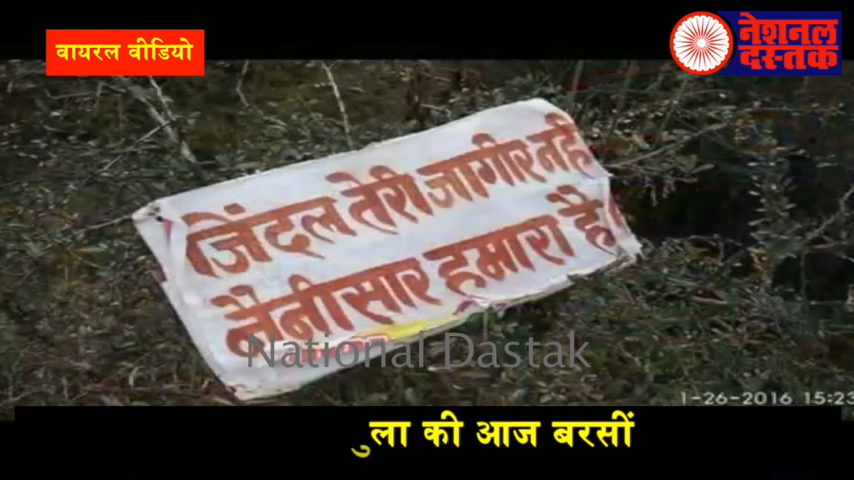 वायरल वीडियो
नेशनल
दस्तक
जिंदल तेरी जागीर नहीं
नैनीसार हमारा है।
National Dastak
1-26-2016 15:23
की आज बरसीं